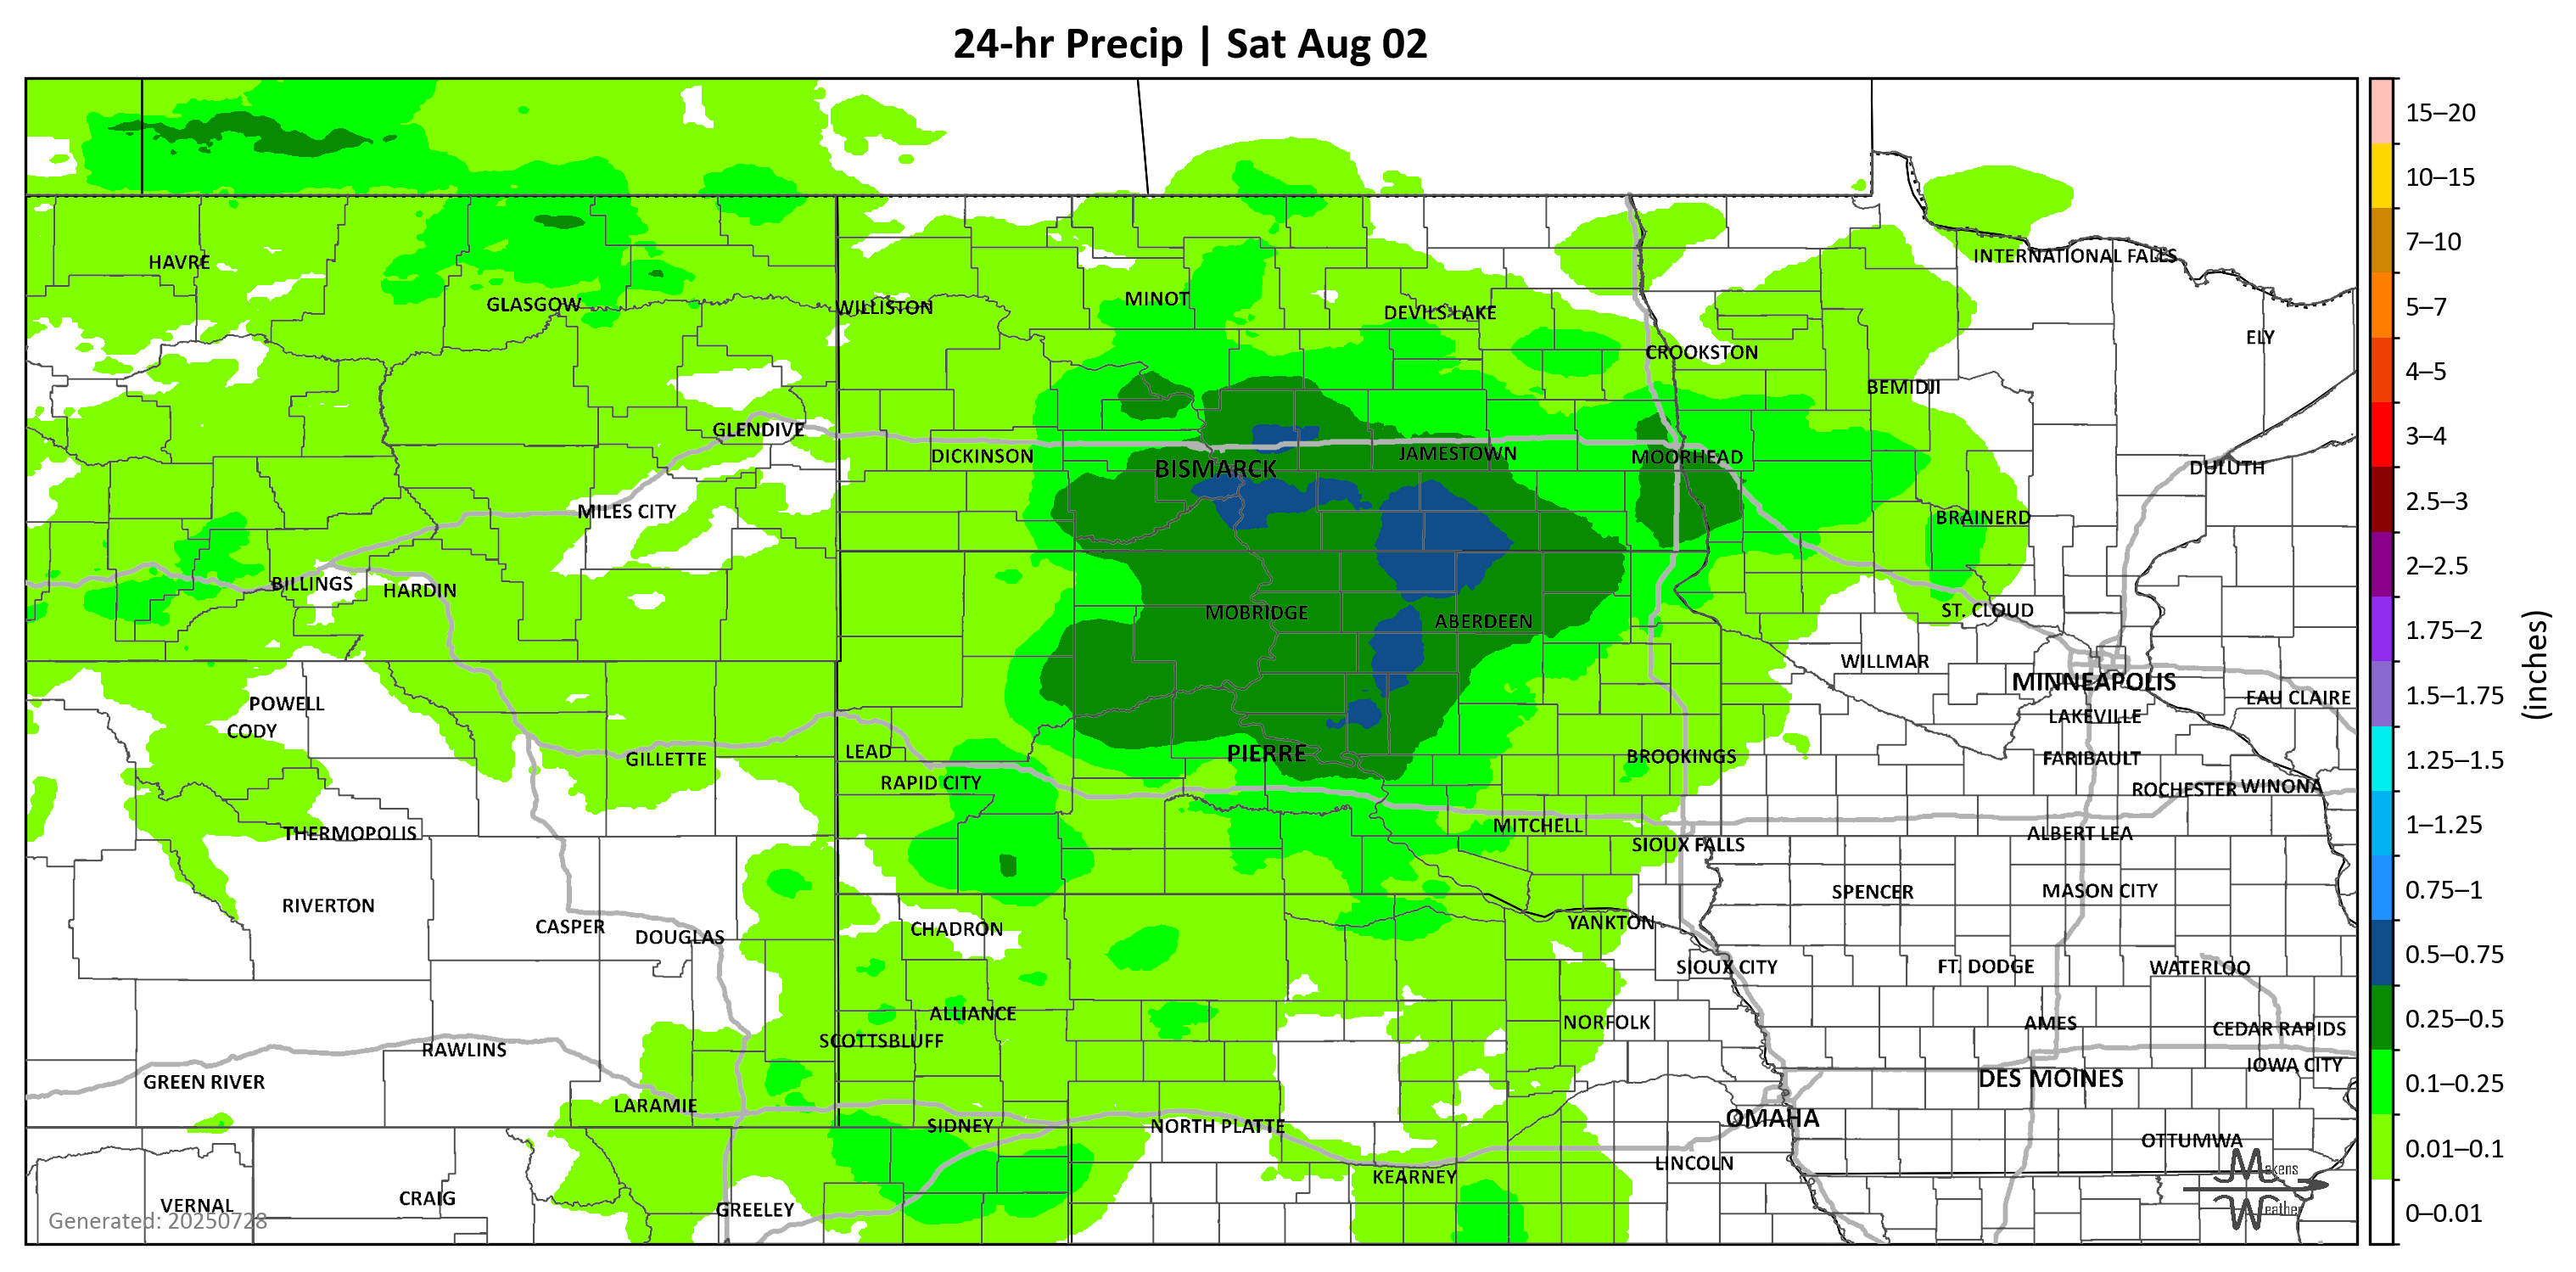 24-hr Precip | Sat Aug 02
15–20
10–15
7–10
5–7
4–5
3–4
2.5–3
2–2.5
1.75–2
1.5–1.75
1.25–1.5
1–1.25
0.75–1
0.5–0.75
0.25–0.5
0.1–0.25
0.01–0.1
0–0.01
(inches)
INTERNATIONAL FALLS
HAVRE
MINOT
GLASGOW
WILLISTON
DEVILS LAKE
ELY
CROOKSTON
BEMIDJI
GLENDIVE
DICKINSON
JAMESTOWN
MOORHEAD
BISMARCK
DULUTH
MILES CITY
BRAINERD
BILLINGS
HARDIN
MOBRIDGE
ABERDEEN
ST. CLOUD
WILLMAR
MINNEAPOLIS
EAU CLAIRE
POWELL
LAKEVILLE
CODY
LEAD
PIERRE
GILLETTE
BROOKINGS
FARIBAULT
RAPID CITY
ROCHESTER
WINONA
MITCHELL
THERMOPOLIS
ALBERT LEA
SIOUX FALLS
SPENCER
MASON CITY
RIVERTON
YANKTON
CASPER
CHADRON
DOUGLAS
SIOUX CITY
FT. DODGE
WATERLOO
ALLIANCE
NORFOLK
AMES
CEDAR RAPIDS
SCOTTSBLUFF
RAWLINS
IOWA CITY
GREEN RIVER
DES MOINES
LARAMIE
OMAHA
SIDNEY
NORTH PLATTE
OTTUMWA
LINCOLN
KEARNEY
CRAIG
VERNAL
GREELEY
Generated: 20250728
Makens
Weather